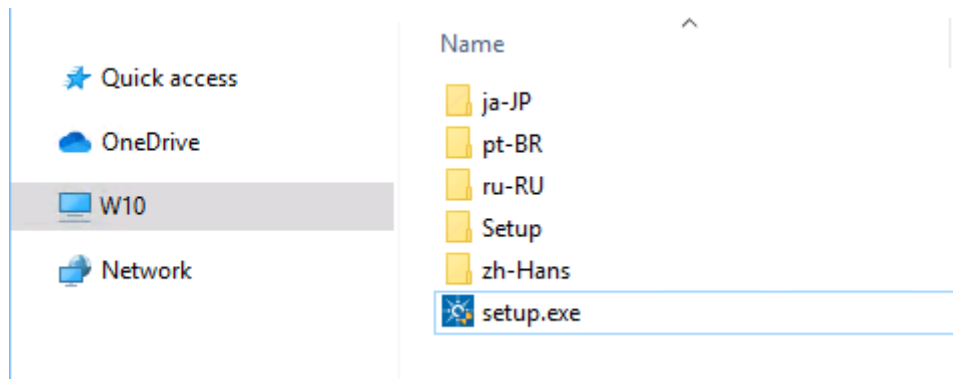 Name
Quick access
ja-JP
OneDrive
pt-BR
ru-RU
W10
Setup
Network
zh-Hans
setup.exe